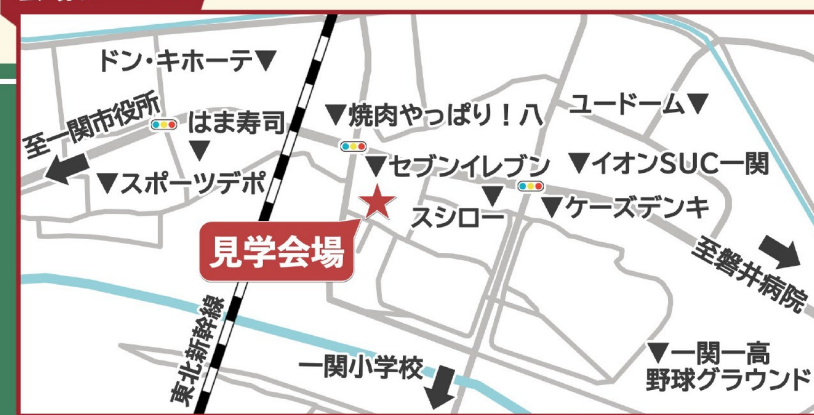 ドン・キホーテ▼
至一関市役所
はま寿司
▼
▼スポーツデポ
▼焼肉やっぱり!八
ユードーム▼
▼セブンイレブン
▼イオンSUC一関
スシロー
▼
▼ケーズデンキ
見学会場
至磐井病院
東北新幹線
一関小学校
▼一関一高
野球グラウンド